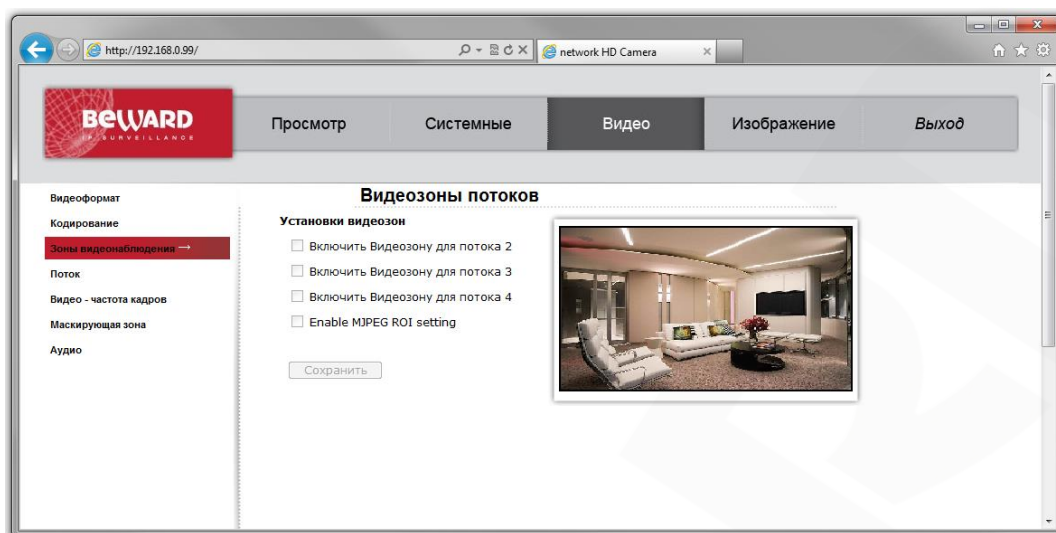 http://192.168.0.99/
network HD Camera
BEWARD
IP SURVEILLANCE
Просмотр
Системные
Видео
Изображение
Выход
Видеоформат
Кодирование
Зоны видеонаблюдения →
Поток
Видео - частота кадров
Маскирующая зона
Аудио
Видеозоны потоков
Установки видеозон
Включить Видеозону для потока 2
Включить Видеозону для потока 3
Включить Видеозону для потока 4
Enable MJPEG ROI setting
Сохранить